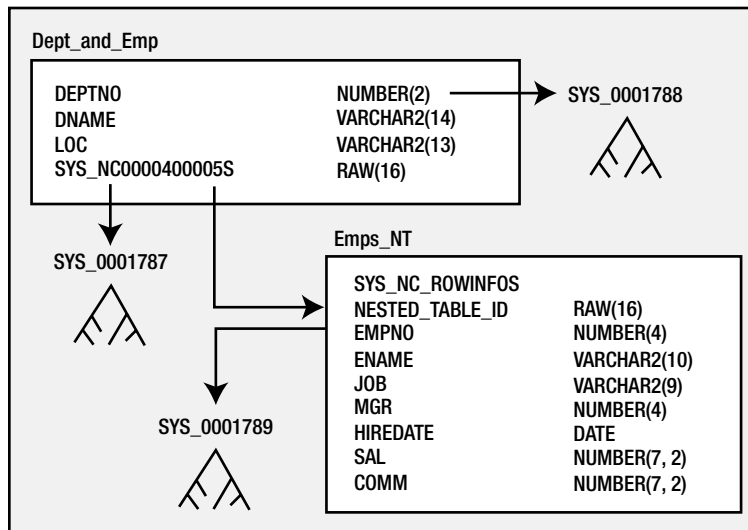 Dept_and_Emp
DEPTNO NUMBER(2)
DNAME VARCHAR2(14)
LOC VARCHAR2(13)
SYS_NC0000400005S RAW(16)
SYS_0001788
SYS_0001787
Emps_NT
SYS_NC_ROWINFOS
NESTED_TABLE_ID RAW(16)
EMPNO NUMBER(4)
ENAME VARCHAR2(10)
JOB VARCHAR2(9)
MGR NUMBER(4)
HIREDATE DATE
SAL NUMBER(7, 2)
COMM NUMBER(7, 2)
SYS_0001789